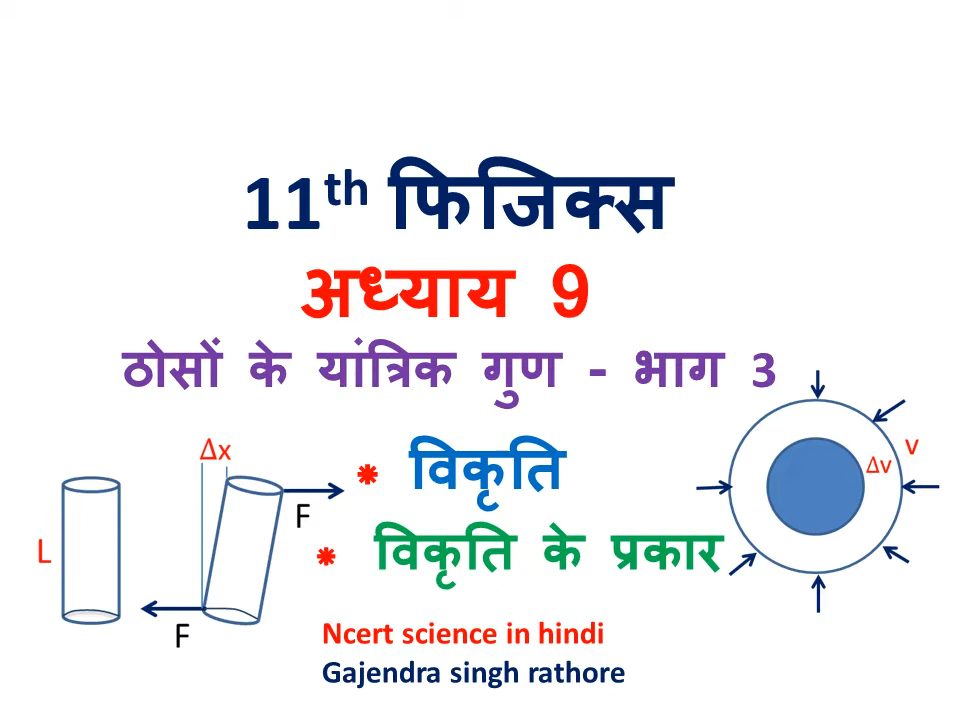 11th फिजिक्स
अध्याय 9
ठोसों के यांत्रिक गुण - भाग 3
Δx
* विकृति
v
Δv
F
L
* विकृति के प्रकार
F
Ncert science in hindi
Gajendra singh rathore